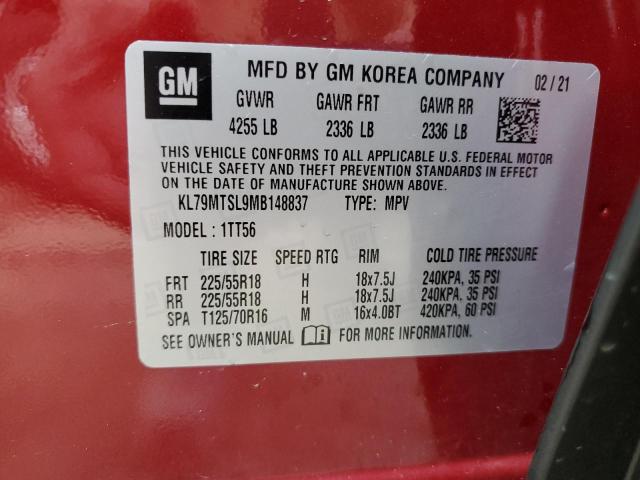 GM
MFD BY GM KOREA COMPANY 02 / 21
GVWR GAWR FRT GAWR RR
4255 LB 2336 LB 2336 LB
THIS VEHICLE CONFORMS TO ALL APPLICABLE U.S. FEDERAL MOTOR
VEHICLE SAFETY AND THEFT PREVENTION STANDARDS IN EFFECT
ON THE DATE OF MANUFACTURE SHOWN ABOVE.
KL79MTSL9MB148837 TYPE: MPV
MODEL : 1TT56
TIRE SIZE SPEED RTG RIM COLD TIRE PRESSURE
FRT 225/55R18 H 18x7.5J 240KPA, 35 PSI
RR 225/55R18 H 18x7.5J 240KPA, 35 PSI
SPA T125/70R16 M 16x4.0BT 420KPA, 60 PSI
SEE OWNER'S MANUAL FOR MORE INFORMATION.